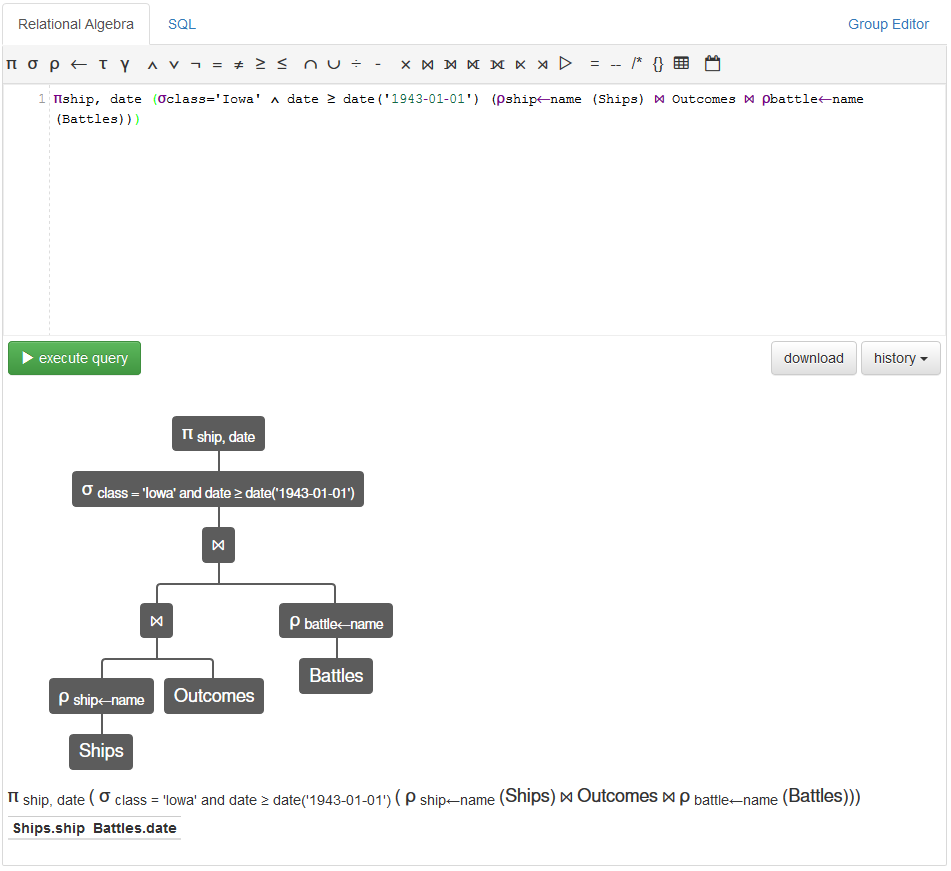 Relational Algebra SQL Group Editor
π σ ρ ← τ γ ∧ ∨ ¬ = ≠ ≥ ≤ ∩ ∪ ÷ - × ⋈ ⟕ ⟖ ⟗ ⋉ ⋊ ▷ = -- /* {}
1 πship, date (σclass='Iowa' ∧ date ≥ date('1943-01-01') (ρship←name (Ships) ⋈ Outcomes ⋈ ρbattle←name
(Battles)))
execute query download history
π ship, date
σ class = 'Iowa' and date ≥ date('1943-01-01')
⋈
⋈ ρ battle←name
Battles
ρ ship←name Outcomes
Ships
π ship, date ( σ class = 'Iowa' and date ≥ date('1943-01-01') ( ρ ship←name (Ships) ⋈ Outcomes ⋈ ρ battle←name (Battles)))
Ships.ship Battles.date